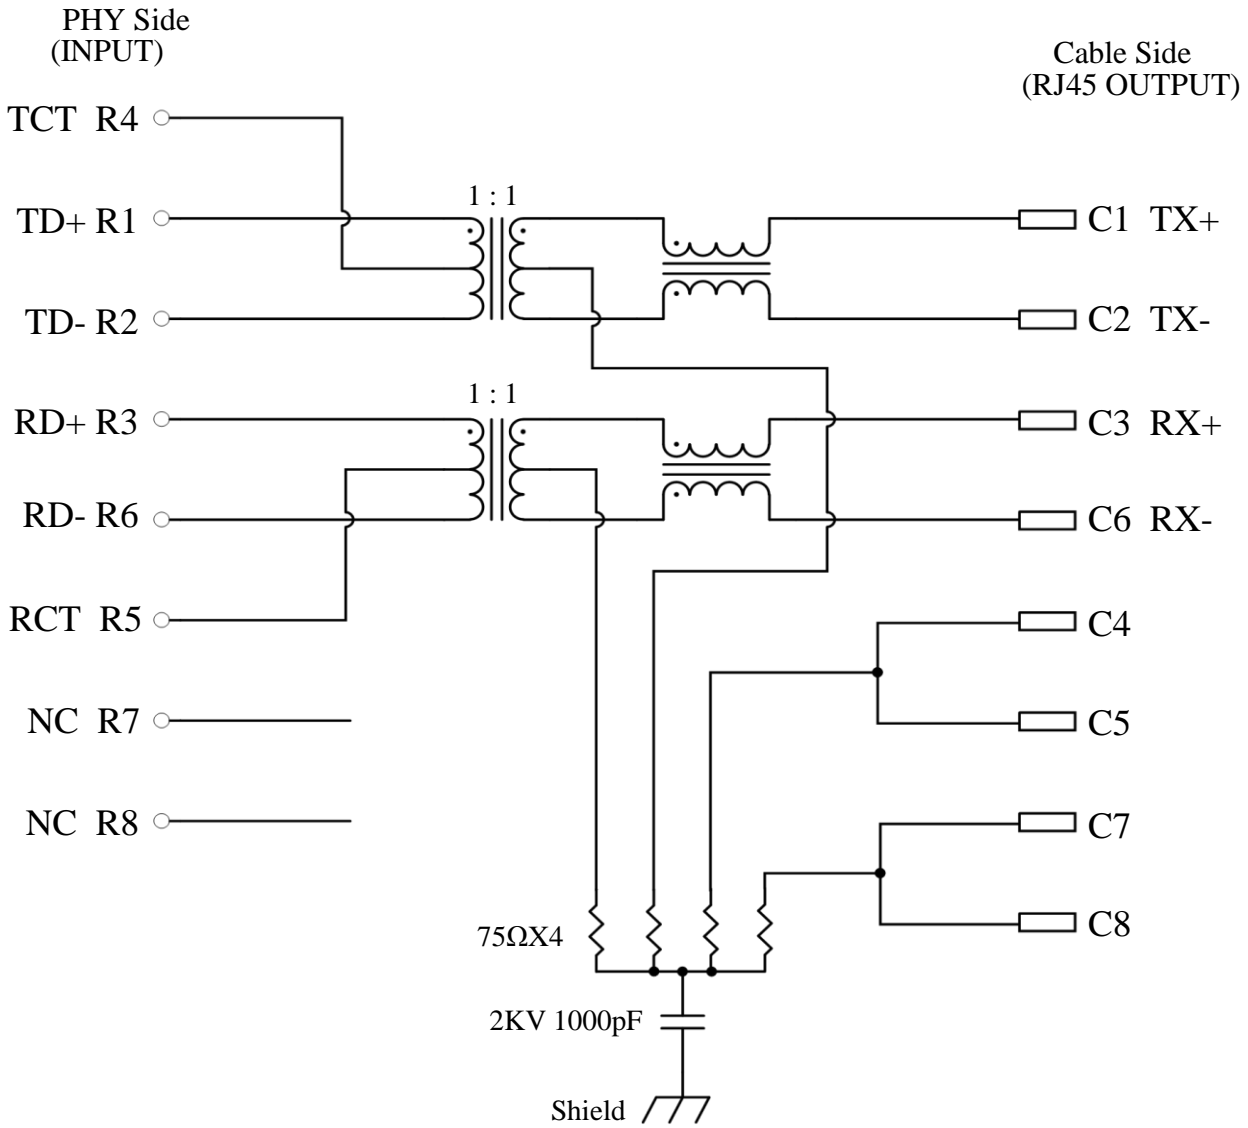 PHY Side
(INPUT)
Cable Side
(RJ45 OUTPUT)
TCT R4
1 : 1
TD+ R1
C1 TX+
TD- R2
C2 TX-
1 : 1
RD+ R3
C3 RX+
RD- R6
C6 RX-
RCT R5
C4
NC R7
C5
NC R8
C7
C8
75ΩX4
2KV 1000pF
Shield